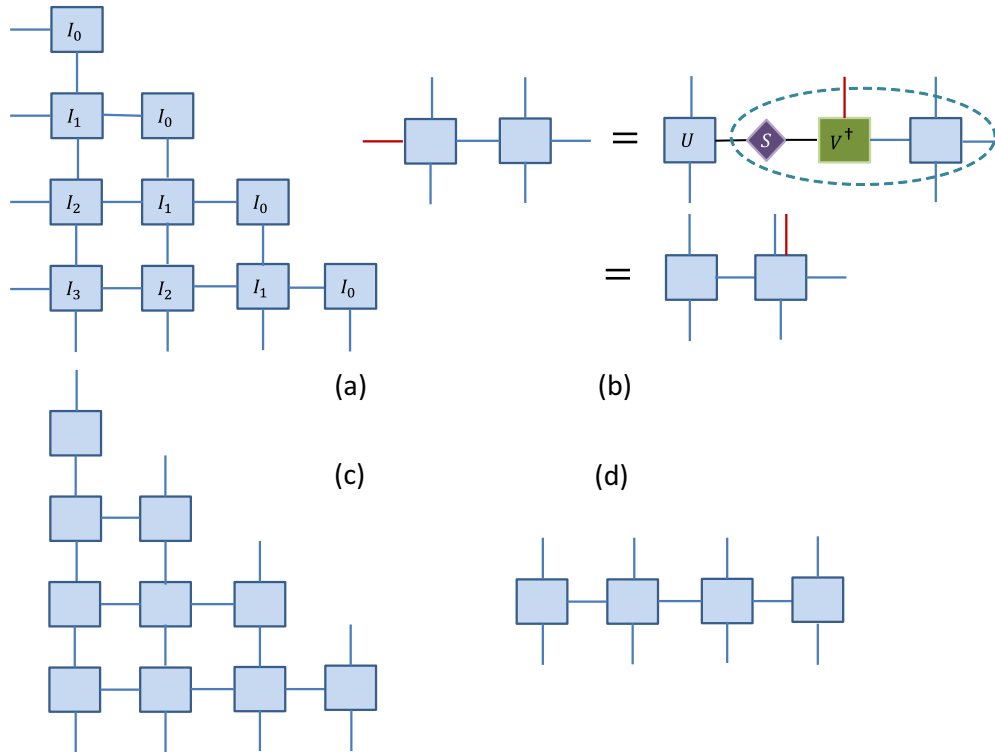 I₀
I₁ I₀
I₂ I₁ I₀
I₃ I₂ I₁ I₀
(a)
= U S V†
=
(b)
(c)
(d)